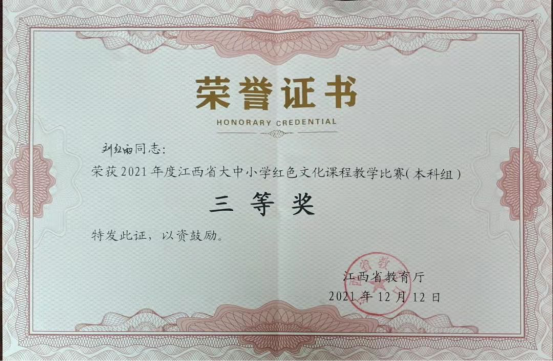 荣誉证书
HONORARY CREDENTIAL
同志：
荣获2021年度江西省大中小学红色文化课程教学比赛(本科组)
三等奖
特发此证，以资鼓励。
江西省教育厅
2021年12月12日